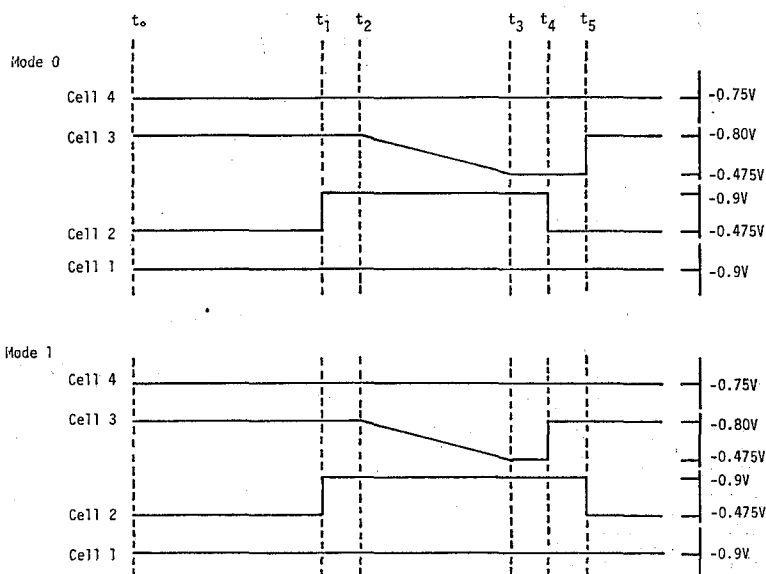 t₀ t₁ t₂ t₃ t₄ t₅
Mode 0
Cell 4 -0.75V
Cell 3 -0.80V
-0.475V
-0.9V
Cell 2 -0.475V
Cell 1 -0.9V
Mode 1
Cell 4 -0.75V
Cell 3 -0.80V
-0.475V
-0.9V
Cell 2 -0.475V
Cell 1 -0.9V